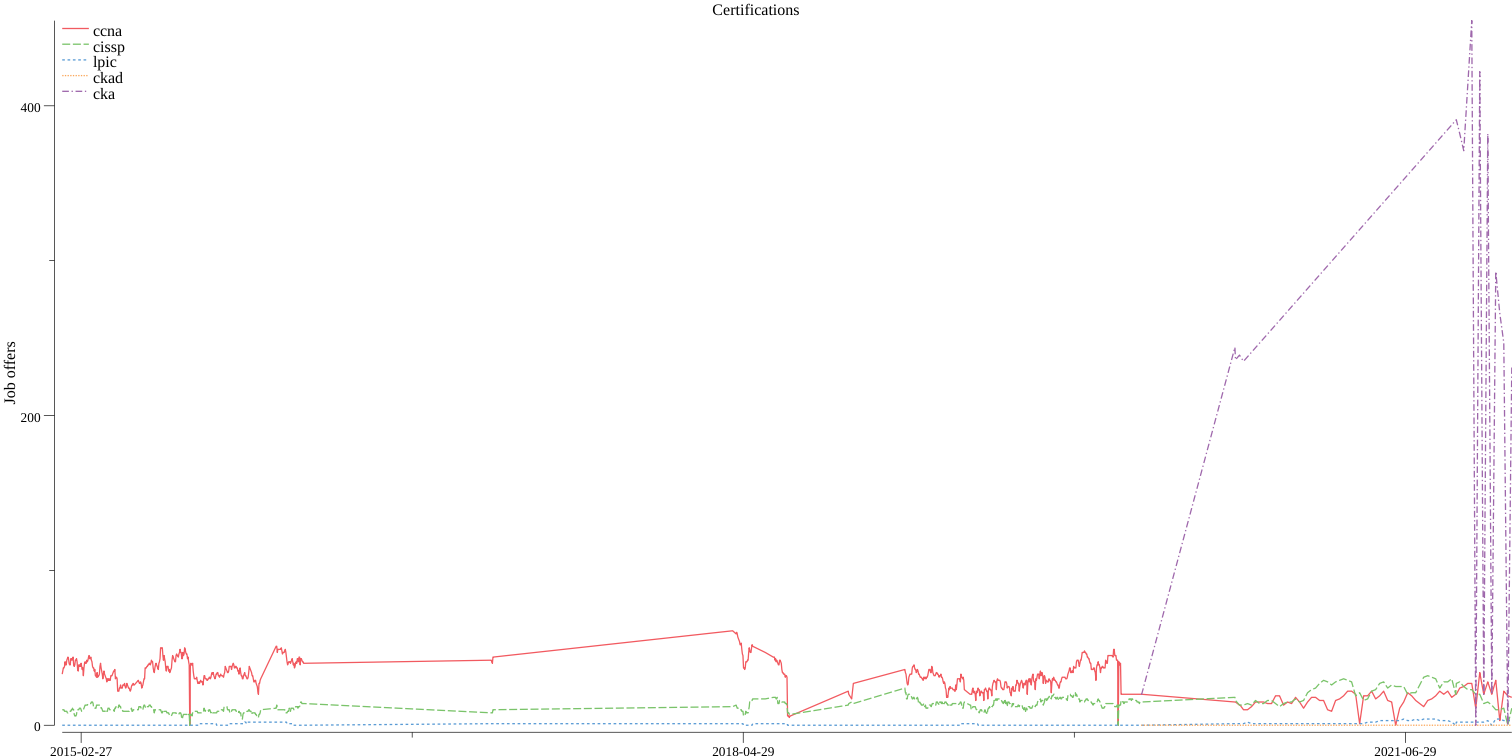 Certifications
ccna
cissp
lpic
ckad
cka
400
Job offers
200
0
2015-02-27
2018-04-29
2021-06-29